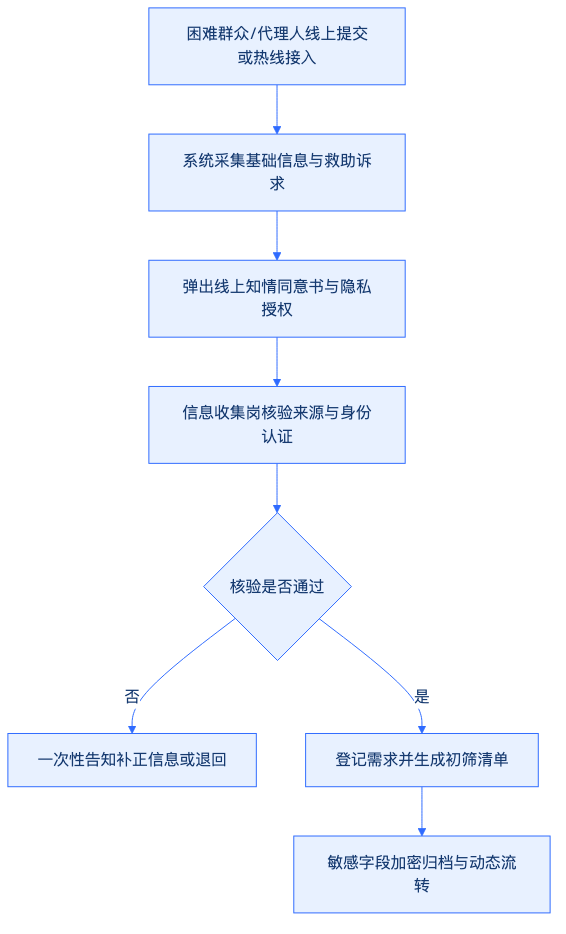 困难群众/代理人线上提交
或热线接入
系统采集基础信息与救助诉
求
弹出线上知情同意书与隐私
授权
信息收集岗核验来源与身份
认证
核验是否通过
否
是
一次性告知补正信息或退回
登记需求并生成初筛清单
敏感字段加密归档与动态流
转